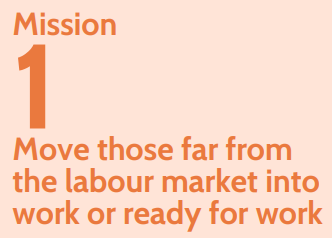 Mission
1
Move those far from
the labour market into
work or ready for work